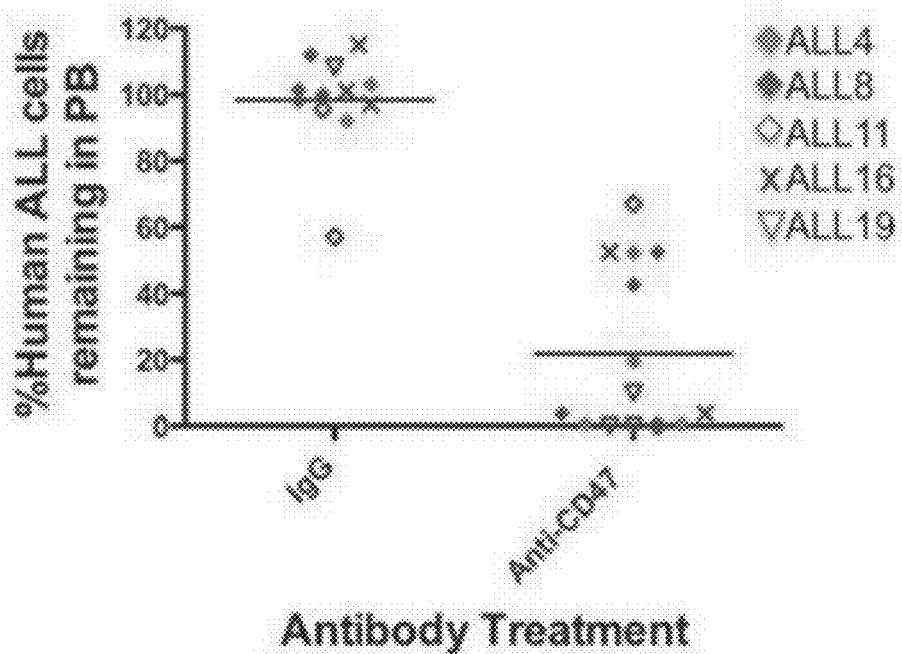 %Human ALL cells
remaining in PB
120
100
80
60
40
20
0
IgG
Anti-CD47
Antibody Treatment
ALL4
ALL8
ALL11
ALL16
ALL19